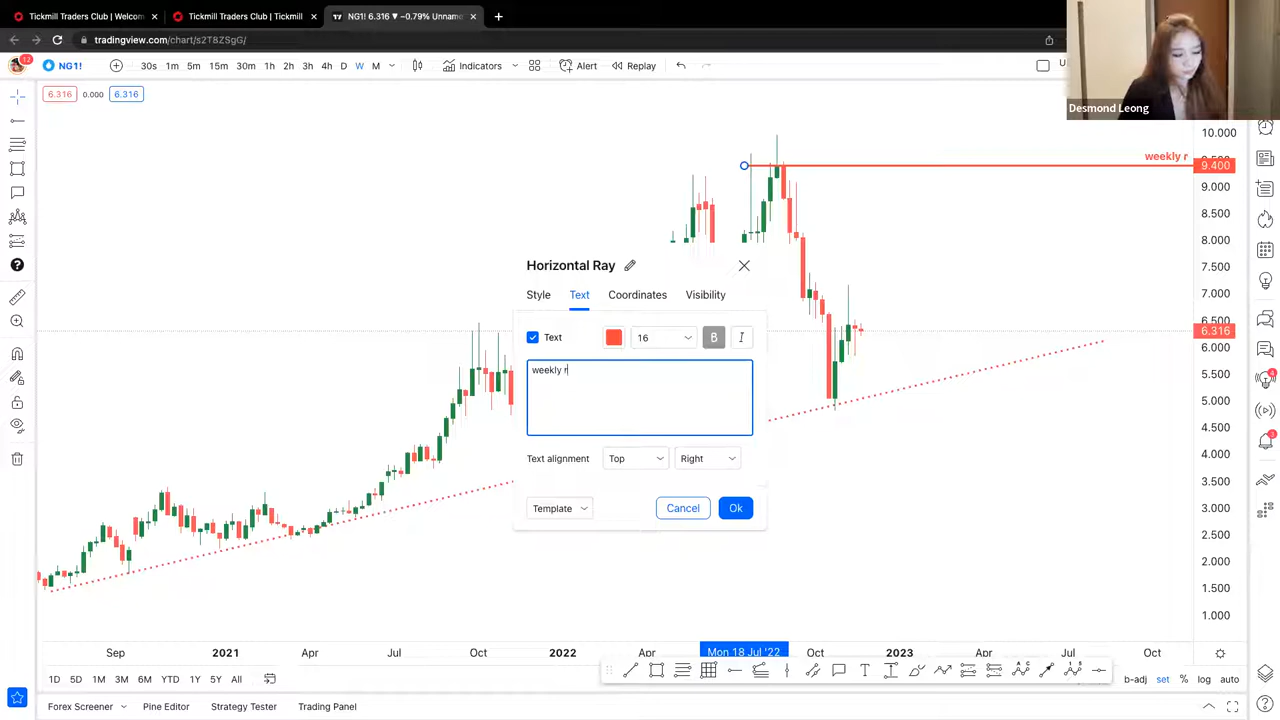 Tickmill Traders Club | Welcom
Tickmill Traders Club | Tickmill
NG1! 6.316 ▼ −0.79% Unnam
tradingview.com/chart/s2TBZSgG/
12
NG1!
30s 1m 5m 15m 30m 1h 2h 3h 4h D W M
Indicators
Alert
Replay
Desmond Leong
6.316 0.000 6.316
10.000
weekly r
9.400
9.000
8.500
8.000
7.500
7.000
6.316
6.000
5.500
5.000
4.500
4.000
3.500
3.000
2.500
2.000
1.500
1.000
Horizontal Ray
Style Text Coordinates Visibility
Text 16 B I
weekly r
Text alignment Top Right
Template Cancel Ok
Sep 2021 Apr Jul Oct 2022 Apr Mon 18 Jul '22 Oct 2023 Apr Jul Oct
1D 5D 1M 3M 6M YTD 1Y 5Y All
b-adj set % log auto
Forex Screener Pine Editor Strategy Tester Trading Panel